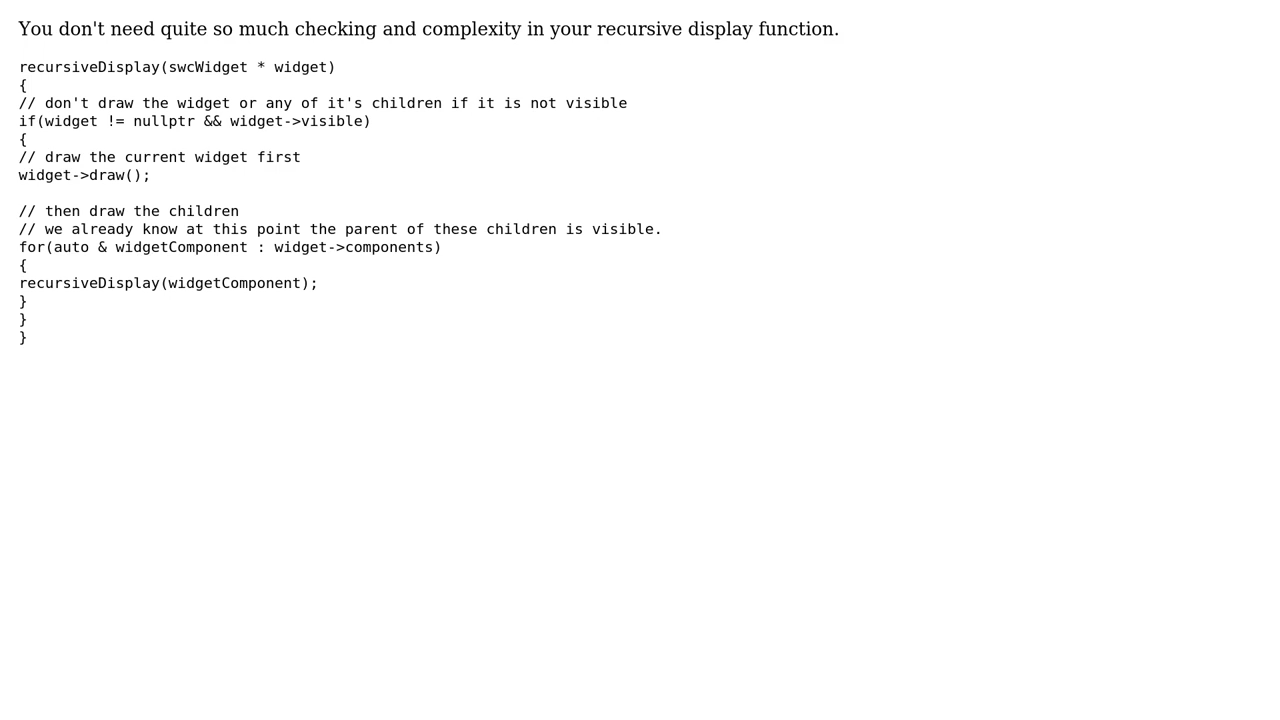 You don't need quite so much checking and complexity in your recursive display function.
recursiveDisplay(swcWidget * widget)
{
// don't draw the widget or any of it's children if it is not visible
if(widget != nullptr && widget->visible)
{
// draw the current widget first
widget->draw();

// then draw the children
// we already know at this point the parent of these children is visible.
for(auto & widgetComponent : widget->components)
{
recursiveDisplay(widgetComponent);
}
}
}